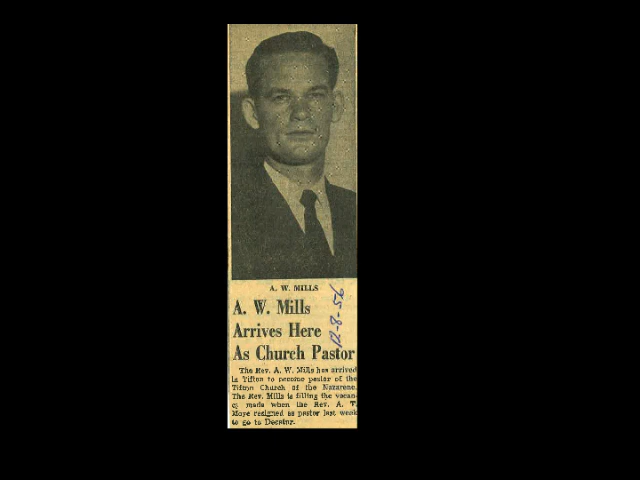 A. W. MILLS
A. W. Mills
Arrives Here
As Church Pastor
12-8-56
The Rev. A. W. Mills has arrived
in Tifton to become pastor of the
Tifton Church of the Nazarene.
The Rev. Mills is filling the vacan-
cy made when the Rev. A. T.
Moye resigned as pastor last week
to go to Decatur.